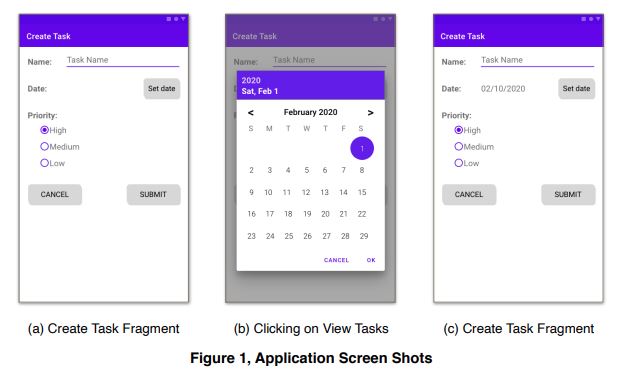 Create Task
Name: Task Name
Date: Set date
Priority:
High
Medium
Low
CANCEL SUBMIT
(a) Create Task Fragment
Create Task
2020
Sat, Feb 1
< February 2020 >
S M T W T F S
1
2 3 4 5 6 7 8
9 10 11 12 13 14 15
16 17 18 19 20 21 22
23 24 25 26 27 28 29
CANCEL OK
(b) Clicking on View Tasks
Create Task
Name: Task Name
Date: 02/10/2020 Set date
Priority:
High
Medium
Low
CANCEL SUBMIT
(c) Create Task Fragment
Figure 1, Application Screen Shots